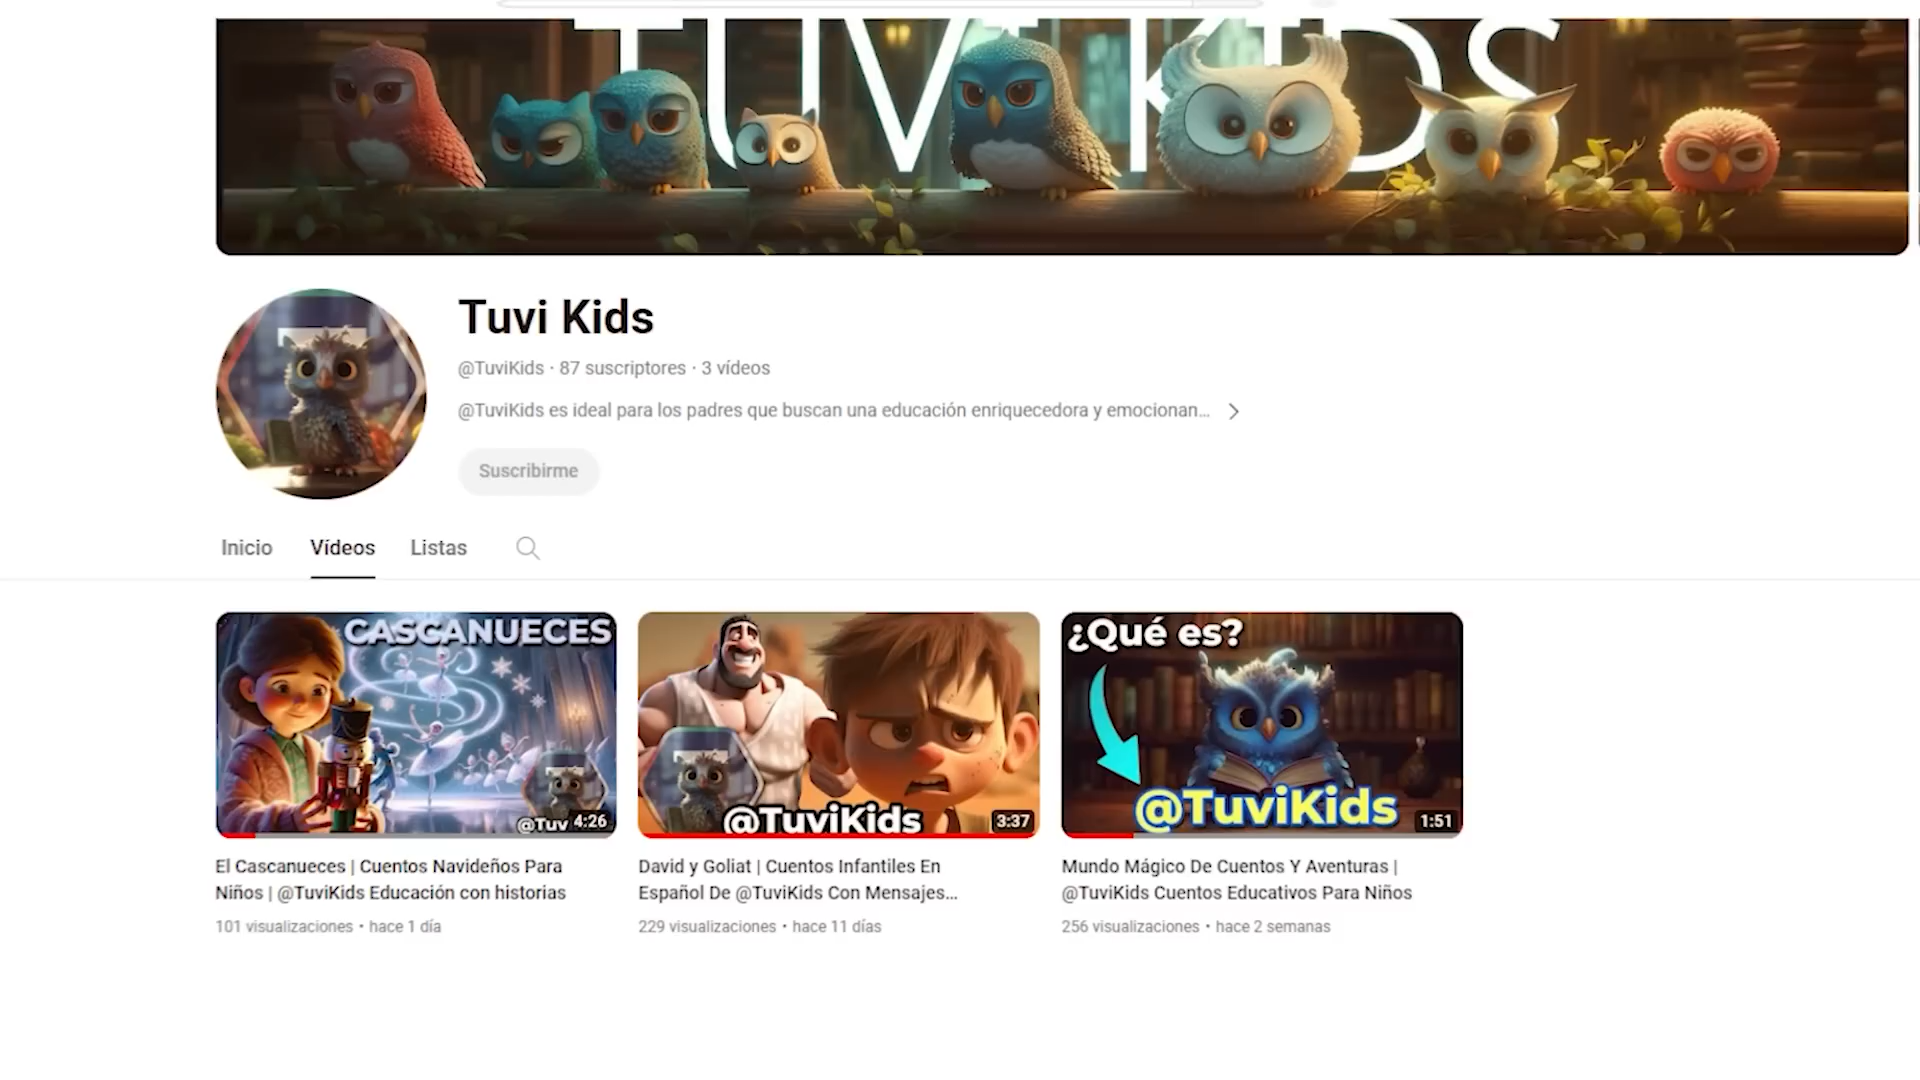 TUVI KIDS
Tuvi Kids
@TuviKids · 87 suscriptores · 3 vídeos
@TuviKids es ideal para los padres que buscan una educación enriquecedora y emocionan...
Suscribirme
Inicio Vídeos Listas
CASCANUECES
@Tuv 4:26
@TuviKids 3:37
¿Qué es?
@TuviKids 1:51
El Cascanueces | Cuentos Navideños Para
Niños | @TuviKids Educación con historias
101 visualizaciones • hace 1 día
David y Goliat | Cuentos Infantiles En
Español De @TuviKids Con Mensajes...
229 visualizaciones • hace 11 días
Mundo Mágico De Cuentos Y Aventuras |
@TuviKids Cuentos Educativos Para Niños
256 visualizaciones • hace 2 semanas